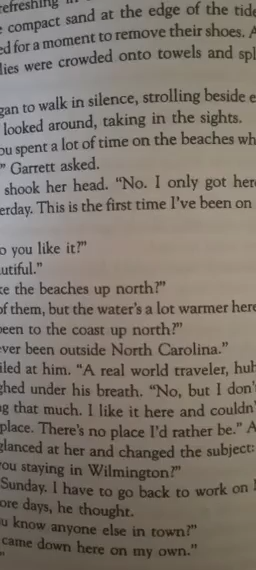 refreshing
compact sand at the edge of the tide
ed for a moment to remove their shoes. A
lies were crowded onto towels and spl
gan to walk in silence, strolling beside e
looked around, taking in the sights.
ou spent a lot of time on the beaches wh
” Garrett asked.
shook her head. “No. I only got her
erday. This is the first time I’ve been on
o you like it?”
utiful.”
ke the beaches up north?”
of them, but the water’s a lot warmer here
been to the coast up north?”
ever been outside North Carolina.”
iled at him. “A real world traveler, huh
ghed under his breath. “No, but I don’
ng that much. I like it here and couldn’
place. There’s no place I’d rather be.” A
glanced at her and changed the subject:
you staying in Wilmington?”
Sunday. I have to go back to work on
ore days, he thought.
u know anyone else in town?”
came down here on my own.”